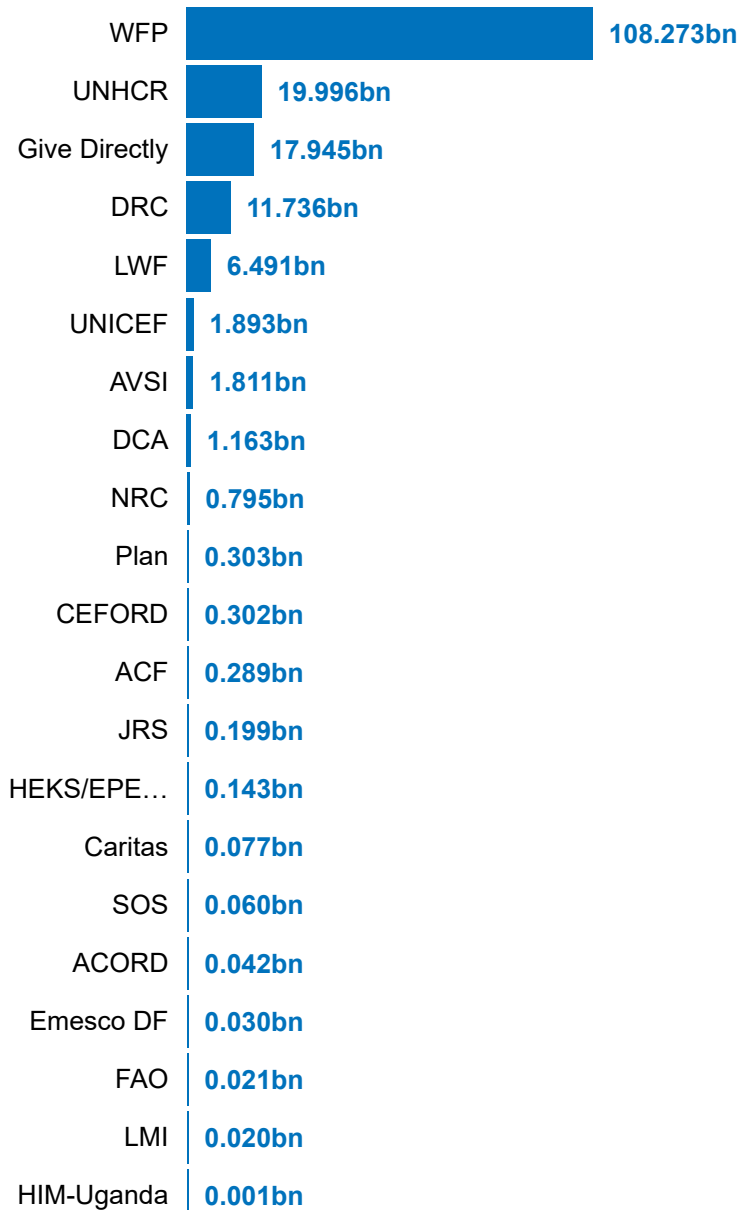 WFP 108.273bn
UNHCR 19.996bn
Give Directly 17.945bn
DRC 11.736bn
LWF 6.491bn
UNICEF 1.893bn
AVSI 1.811bn
DCA 1.163bn
NRC 0.795bn
Plan 0.303bn
CEFORD 0.302bn
ACF 0.289bn
JRS 0.199bn
HEKS/EPE… 0.143bn
Caritas 0.077bn
SOS 0.060bn
ACORD 0.042bn
Emesco DF 0.030bn
FAO 0.021bn
LMI 0.020bn
HIM-Uganda 0.001bn